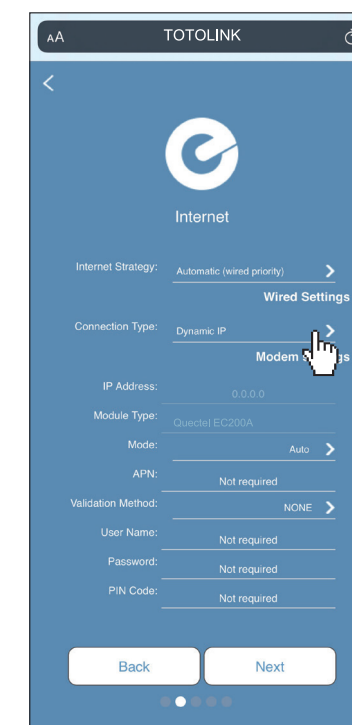 AA TOTOLINK
Internet
Internet Strategy: Automatic (wired priority)
Wired Settings
Connection Type: Dynamic IP
Modem
IP Address: 0.0.0.0
Module Type: Quectel EC200A
Mode: Auto
APN: Not required
Validation Method: NONE
User Name: Not required
Password: Not required
PIN Code: Not required
Back Next